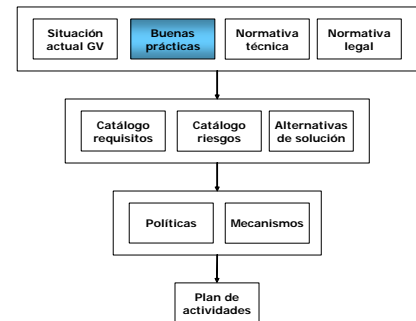 Situación
actual GV
Buenas
prácticas
Normativa
técnica
Normativa
legal
Catálogo
requisitos
Catálogo
riesgos
Alternativas
de solución
Políticas
Mecanismos
Plan de
actividades